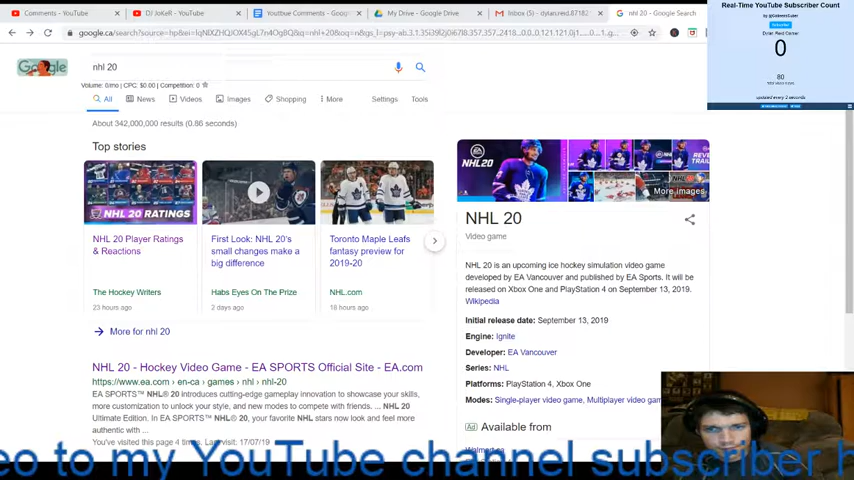 Comments - YouTube
DJ JoKeR - YouTube
Youtbue Comments - Goog
My Drive - Google Drive
nhl 20 - Google Search
Real-Time YouTube Subscriber Count
0
80
updated every 2 seconds
Google
nhl 20
Volume: 0/mo | CPC: $0.00 | Competition: 0
All
News
Videos
Images
Shopping
More
Settings
Tools
About 342,000,000 results (0.86 seconds)
Top stories
NHL 20 RATINGS
NHL 20 Player Ratings
& Reactions
The Hockey Writers
23 hours ago
First Look: NHL 20's
small changes make a
big difference
Habs Eyes On The Prize
2 days ago
Toronto Maple Leafs
fantasy preview for
2019-20
NHL.com
18 hours ago
More for nhl 20
NHL 20 - Hockey Video Game - EA SPORTS Official Site - EA.com
https://www.ea.com › en-ca › games › nhl › nhl-20
EA SPORTS™ NHL® 20 introduces cutting-edge gameplay innovation to showcase your skills,
more customization to unlock your style, and new modes to compete with friends. ... NHL 20
Ultimate Edition. In EA SPORTS™ NHL® 20, your favorite NHL stars now look and feel more
authentic with ...
You've visited this page 4 times. Last visit: 17/07/19
NHL20
More images
NHL 20
Video game
NHL 20 is an upcoming ice hockey simulation video game
developed by EA Vancouver and published by EA Sports. It will be
released on Xbox One and PlayStation 4 on September 13, 2019.
Wikipedia
Initial release date: September 13, 2019
Engine: Ignite
Developer: EA Vancouver
Series: NHL
Platforms: PlayStation 4, Xbox One
Modes: Single-player video game, Multiplayer video gam
Ad Available from
Walmart.ca
eo to my YouTube channel subscriber h